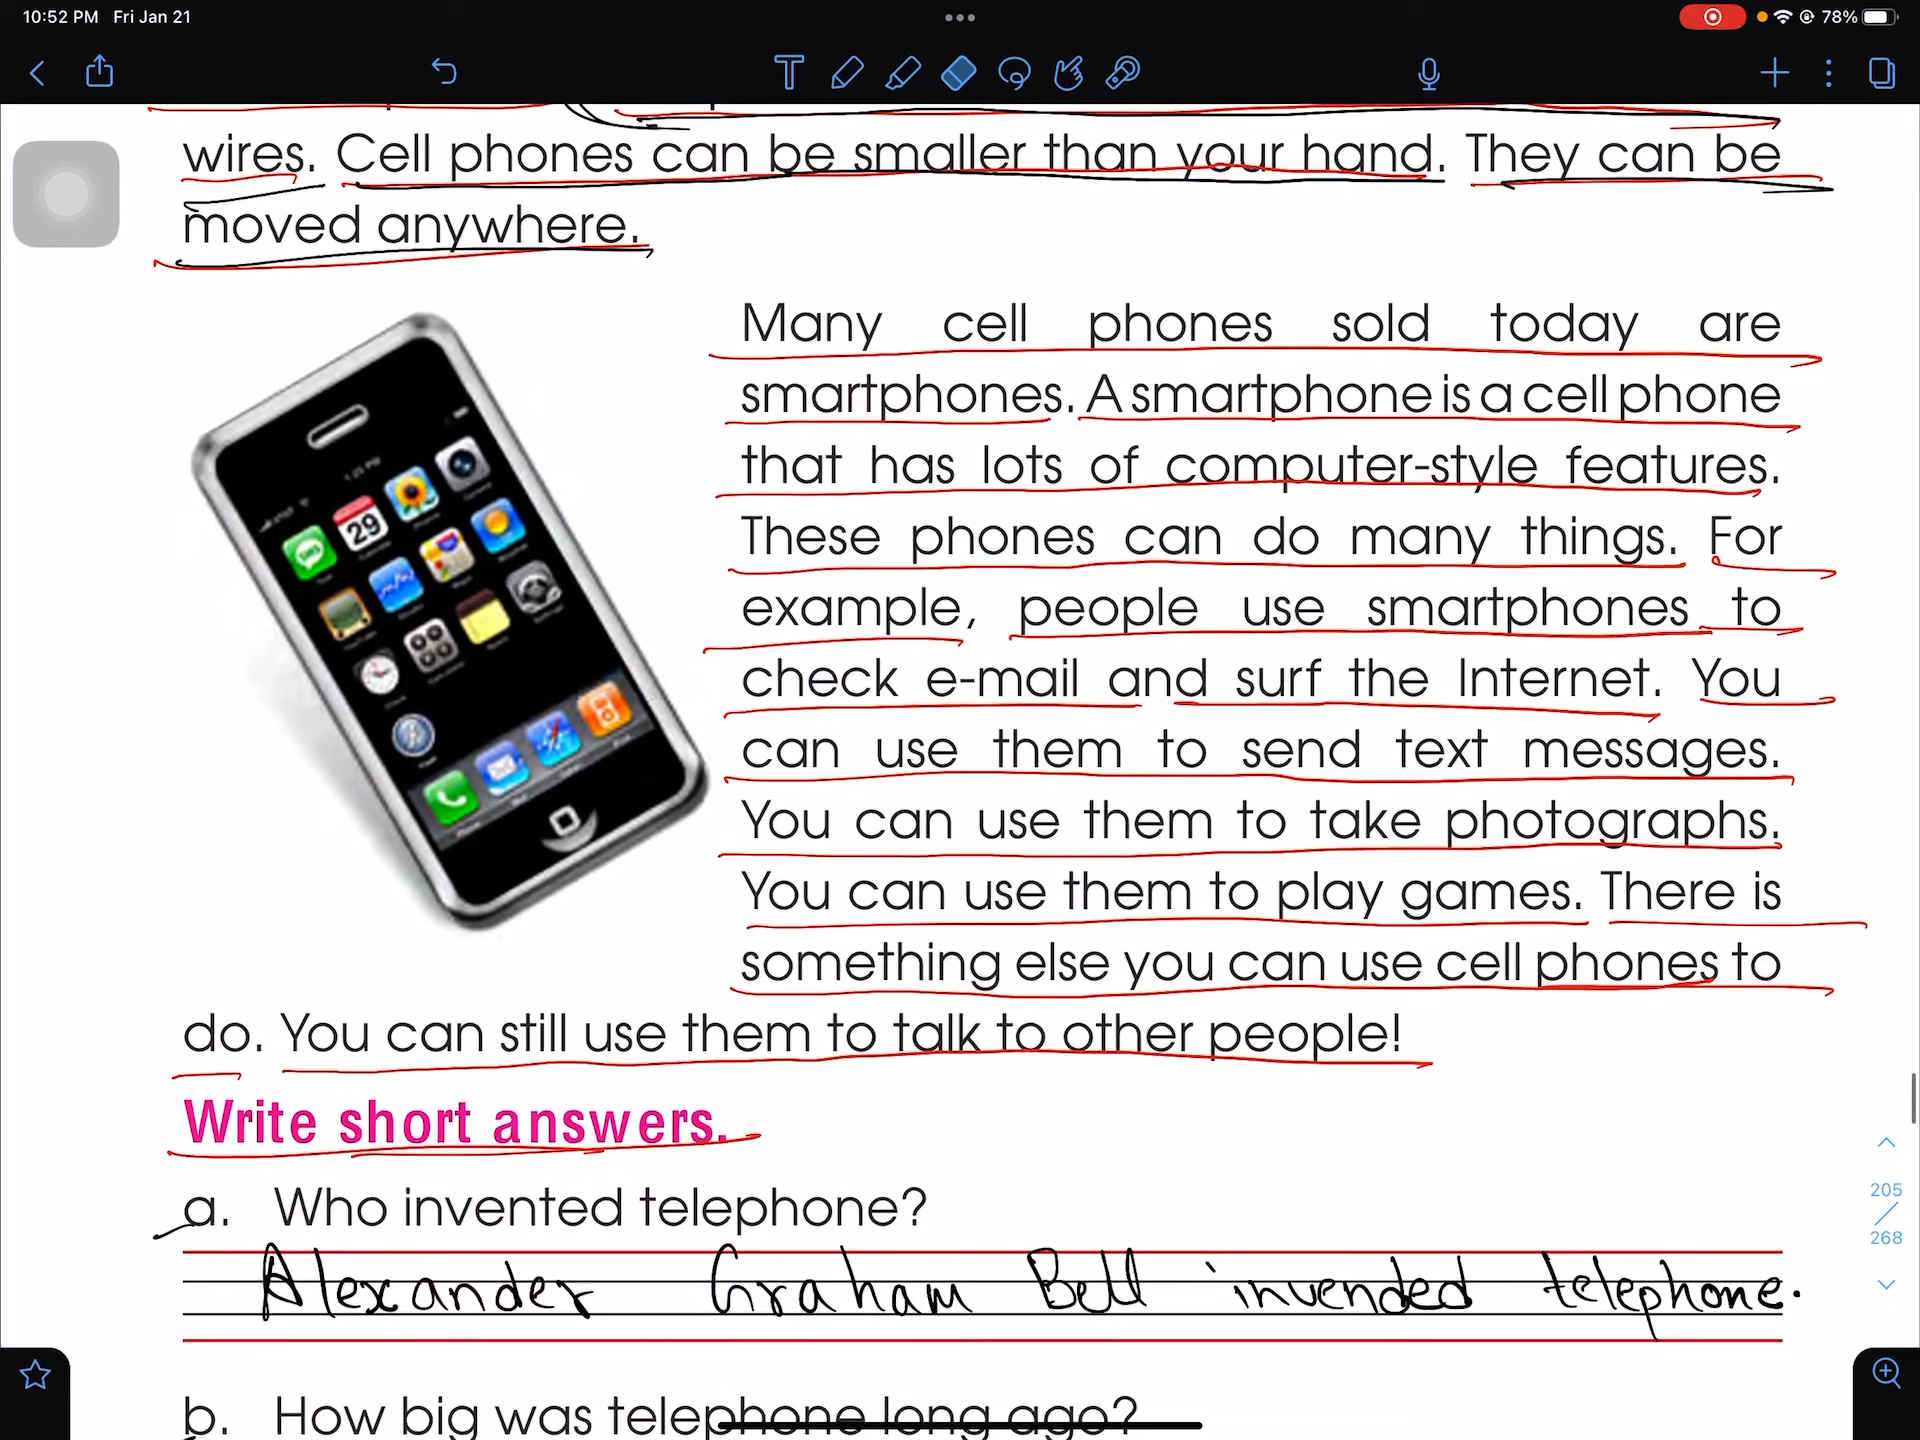 10:52 PM Fri Jan 21
78%
wires. Cell phones can be smaller than your hand. They can be
moved anywhere.
Many cell phones sold today are
smartphones. A smartphone is a cell phone
that has lots of computer-style features.
These phones can do many things. For
example, people use smartphones to
check e-mail and surf the Internet. You
can use them to send text messages.
You can use them to take photographs.
You can use them to play games. There is
something else you can use cell phones to
do. You can still use them to talk to other people!
29
Write short answers.
a. Who invented telephone?
Alexander Graham Bell invended telephone.
b. How big was telephone long ago?
205
268